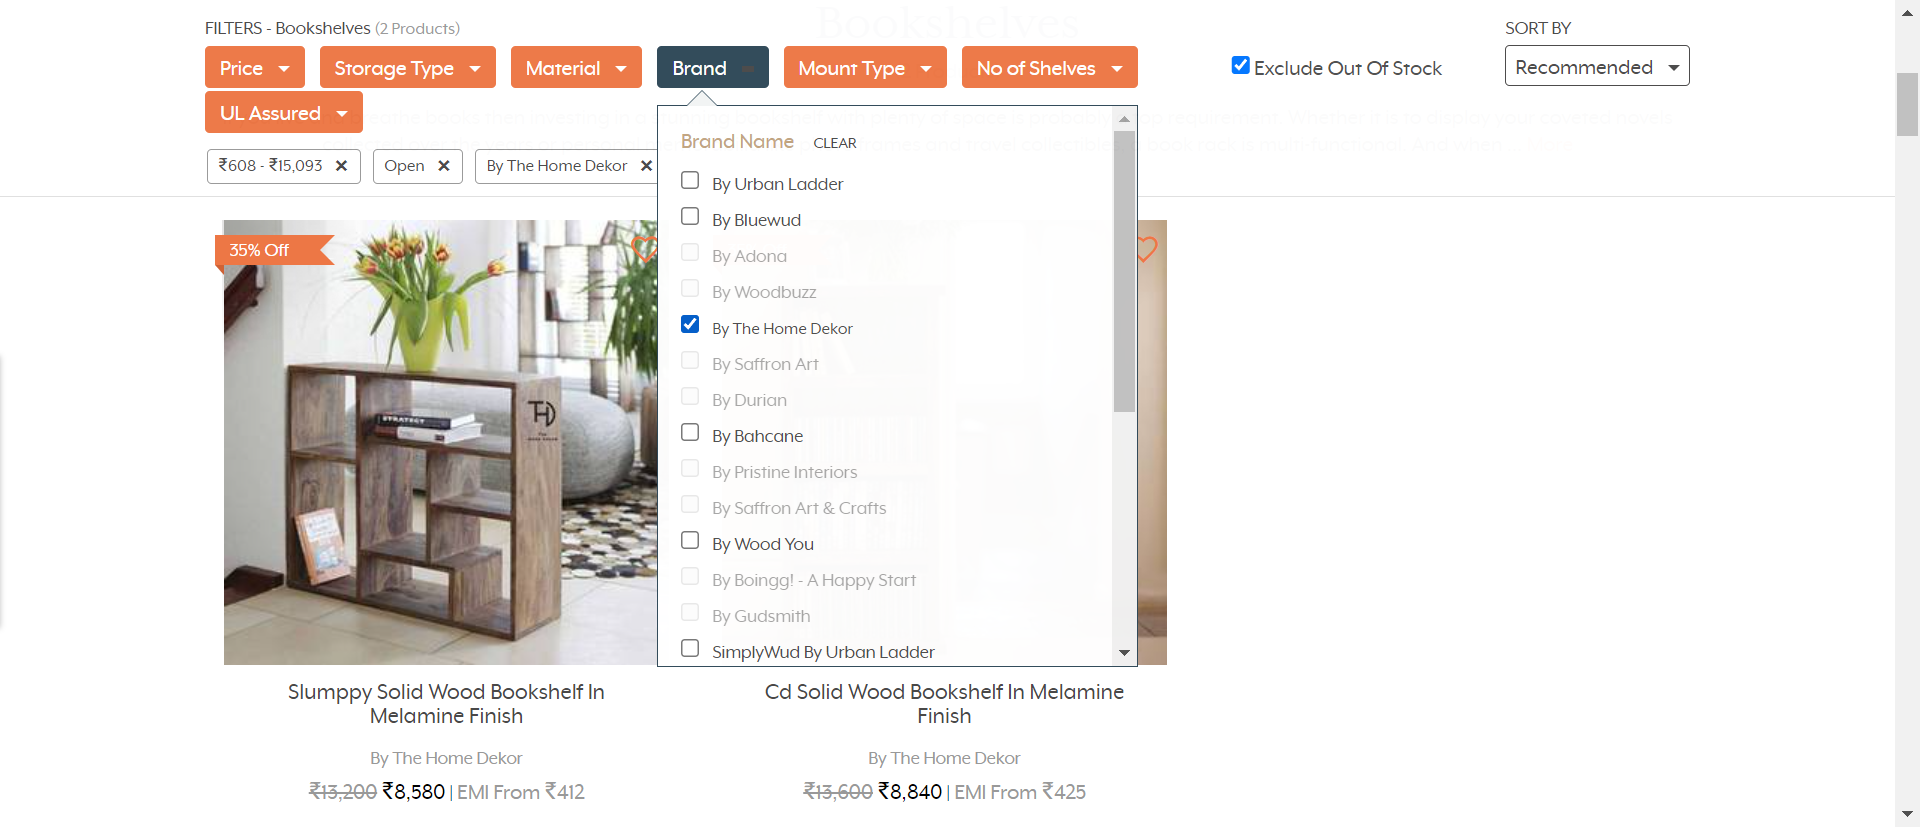 FILTERS - Bookshelves (2 Products)
SORT BY
Price
Storage Type
Material
Brand
Mount Type
No of Shelves
Exclude Out Of Stock
Recommended
UL Assured
₹608 - ₹15,093 ✕
Open ✕
By The Home Dekor ✕
Bookshelves
Brand Name CLEAR
By Urban Ladder
By Bluewud
By Adona
By Woodbuzz
By The Home Dekor
By Saffron Art
By Durian
By Bahcane
By Pristine Interiors
By Saffron Art & Crafts
By Wood You
By Boingg! - A Happy Start
By Gudsmith
SimplyWud By Urban Ladder
35% Off
STRATEGY
THD
Slumppy Solid Wood Bookshelf In
Melamine Finish
By The Home Dekor
₹13,200 ₹8,580 | EMI From ₹412
Cd Solid Wood Bookshelf In Melamine
Finish
By The Home Dekor
₹13,600 ₹8,840 | EMI From ₹425